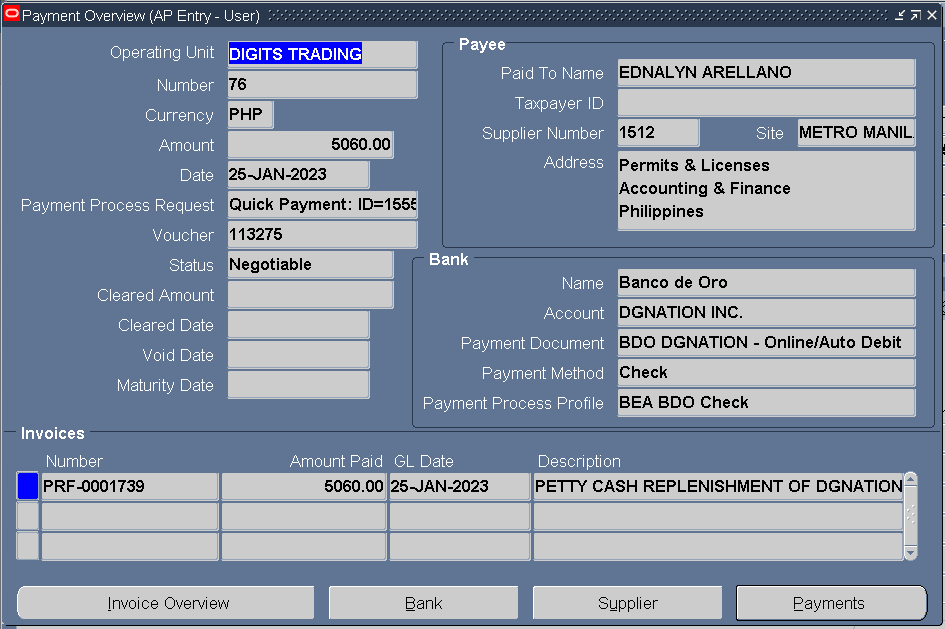 Payment Overview (AP Entry - User)
Operating Unit DIGITS TRADING
Number 76
Currency PHP
Amount 5060.00
Date 25-JAN-2023
Payment Process Request Quick Payment: ID=1555
Voucher 113275
Status Negotiable
Cleared Amount
Cleared Date
Void Date
Maturity Date
Payee
Paid To Name EDNALYN ARELLANO
Taxpayer ID
Supplier Number 1512 Site METRO MANIL
Address Permits & Licenses
Accounting & Finance
Philippines
Bank
Name Banco de Oro
Account DGNATION INC.
Payment Document BDO DGNATION - Online/Auto Debit
Payment Method Check
Payment Process Profile BEA BDO Check
Invoices
Number Amount Paid GL Date Description
PRF-0001739 5060.00 25-JAN-2023 PETTY CASH REPLENISHMENT OF DGNATION
Invoice Overview Bank Supplier Payments